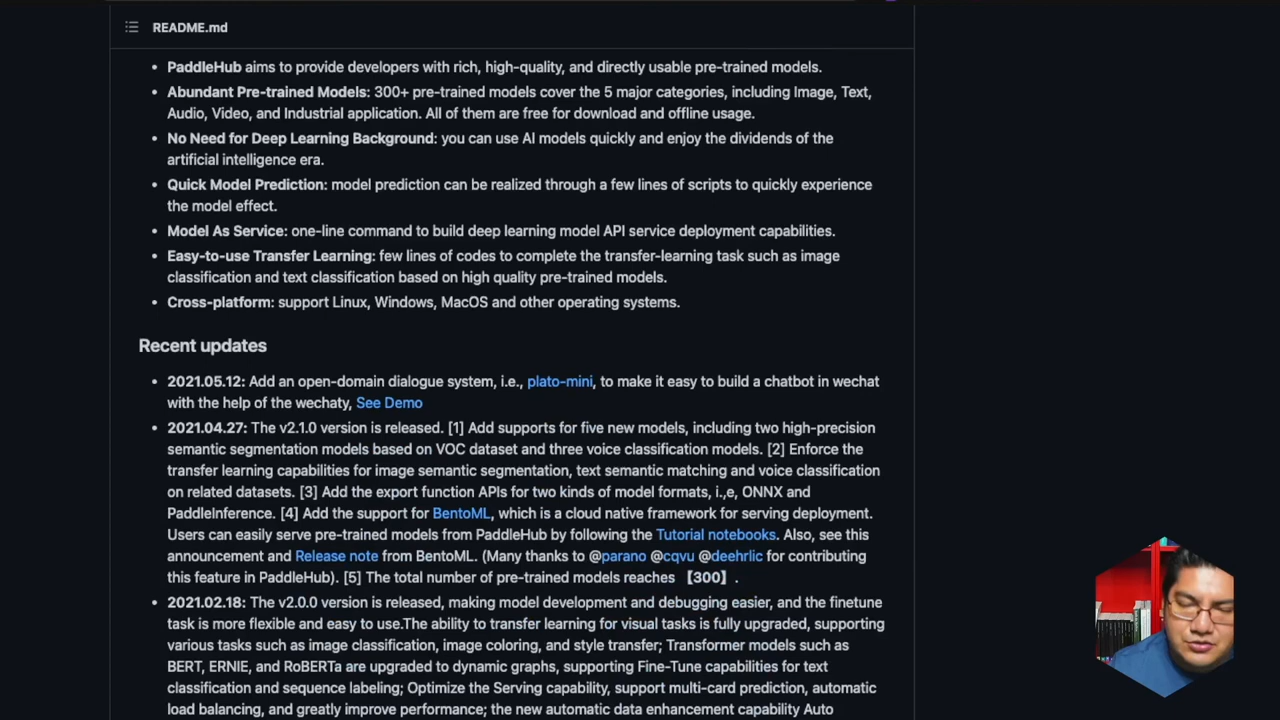 README.md
• PaddleHub aims to provide developers with rich, high-quality, and directly usable pre-trained models.
• Abundant Pre-trained Models: 300+ pre-trained models cover the 5 major categories, including Image, Text,
Audio, Video, and Industrial application. All of them are free for download and offline usage.
• No Need for Deep Learning Background: you can use AI models quickly and enjoy the dividends of the
artificial intelligence era.
• Quick Model Prediction: model prediction can be realized through a few lines of scripts to quickly experience
the model effect.
• Model As Service: one-line command to build deep learning model API service deployment capabilities.
• Easy-to-use Transfer Learning: few lines of codes to complete the transfer-learning task such as image
classification and text classification based on high quality pre-trained models.
• Cross-platform: support Linux, Windows, MacOS and other operating systems.
Recent updates
• 2021.05.12: Add an open-domain dialogue system, i.e., plato-mini, to make it easy to build a chatbot in wechat
with the help of the wechaty, See Demo
• 2021.04.27: The v2.1.0 version is released. [1] Add supports for five new models, including two high-precision
semantic segmentation models based on VOC dataset and three voice classification models. [2] Enforce the
transfer learning capabilities for image semantic segmentation, text semantic matching and voice classification
on related datasets. [3] Add the export function APIs for two kinds of model formats, i.,e, ONNX and
PaddleInference. [4] Add the support for BentoML, which is a cloud native framework for serving deployment.
Users can easily serve pre-trained models from PaddleHub by following the Tutorial notebooks. Also, see this
announcement and Release note from BentoML. (Many thanks to @parano @cqvu @deehrlic for contributing
this feature in PaddleHub). [5] The total number of pre-trained models reaches 【300】.
• 2021.02.18: The v2.0.0 version is released, making model development and debugging easier, and the finetune
task is more flexible and easy to use.The ability to transfer learning for visual tasks is fully upgraded, supporting
various tasks such as image classification, image coloring, and style transfer; Transformer models such as
BERT, ERNIE, and RoBERTa are upgraded to dynamic graphs, supporting Fine-Tune capabilities for text
classification and sequence labeling; Optimize the Serving capability, support multi-card prediction, automatic
load balancing, and greatly improve performance; the new automatic data enhancement capability Auto